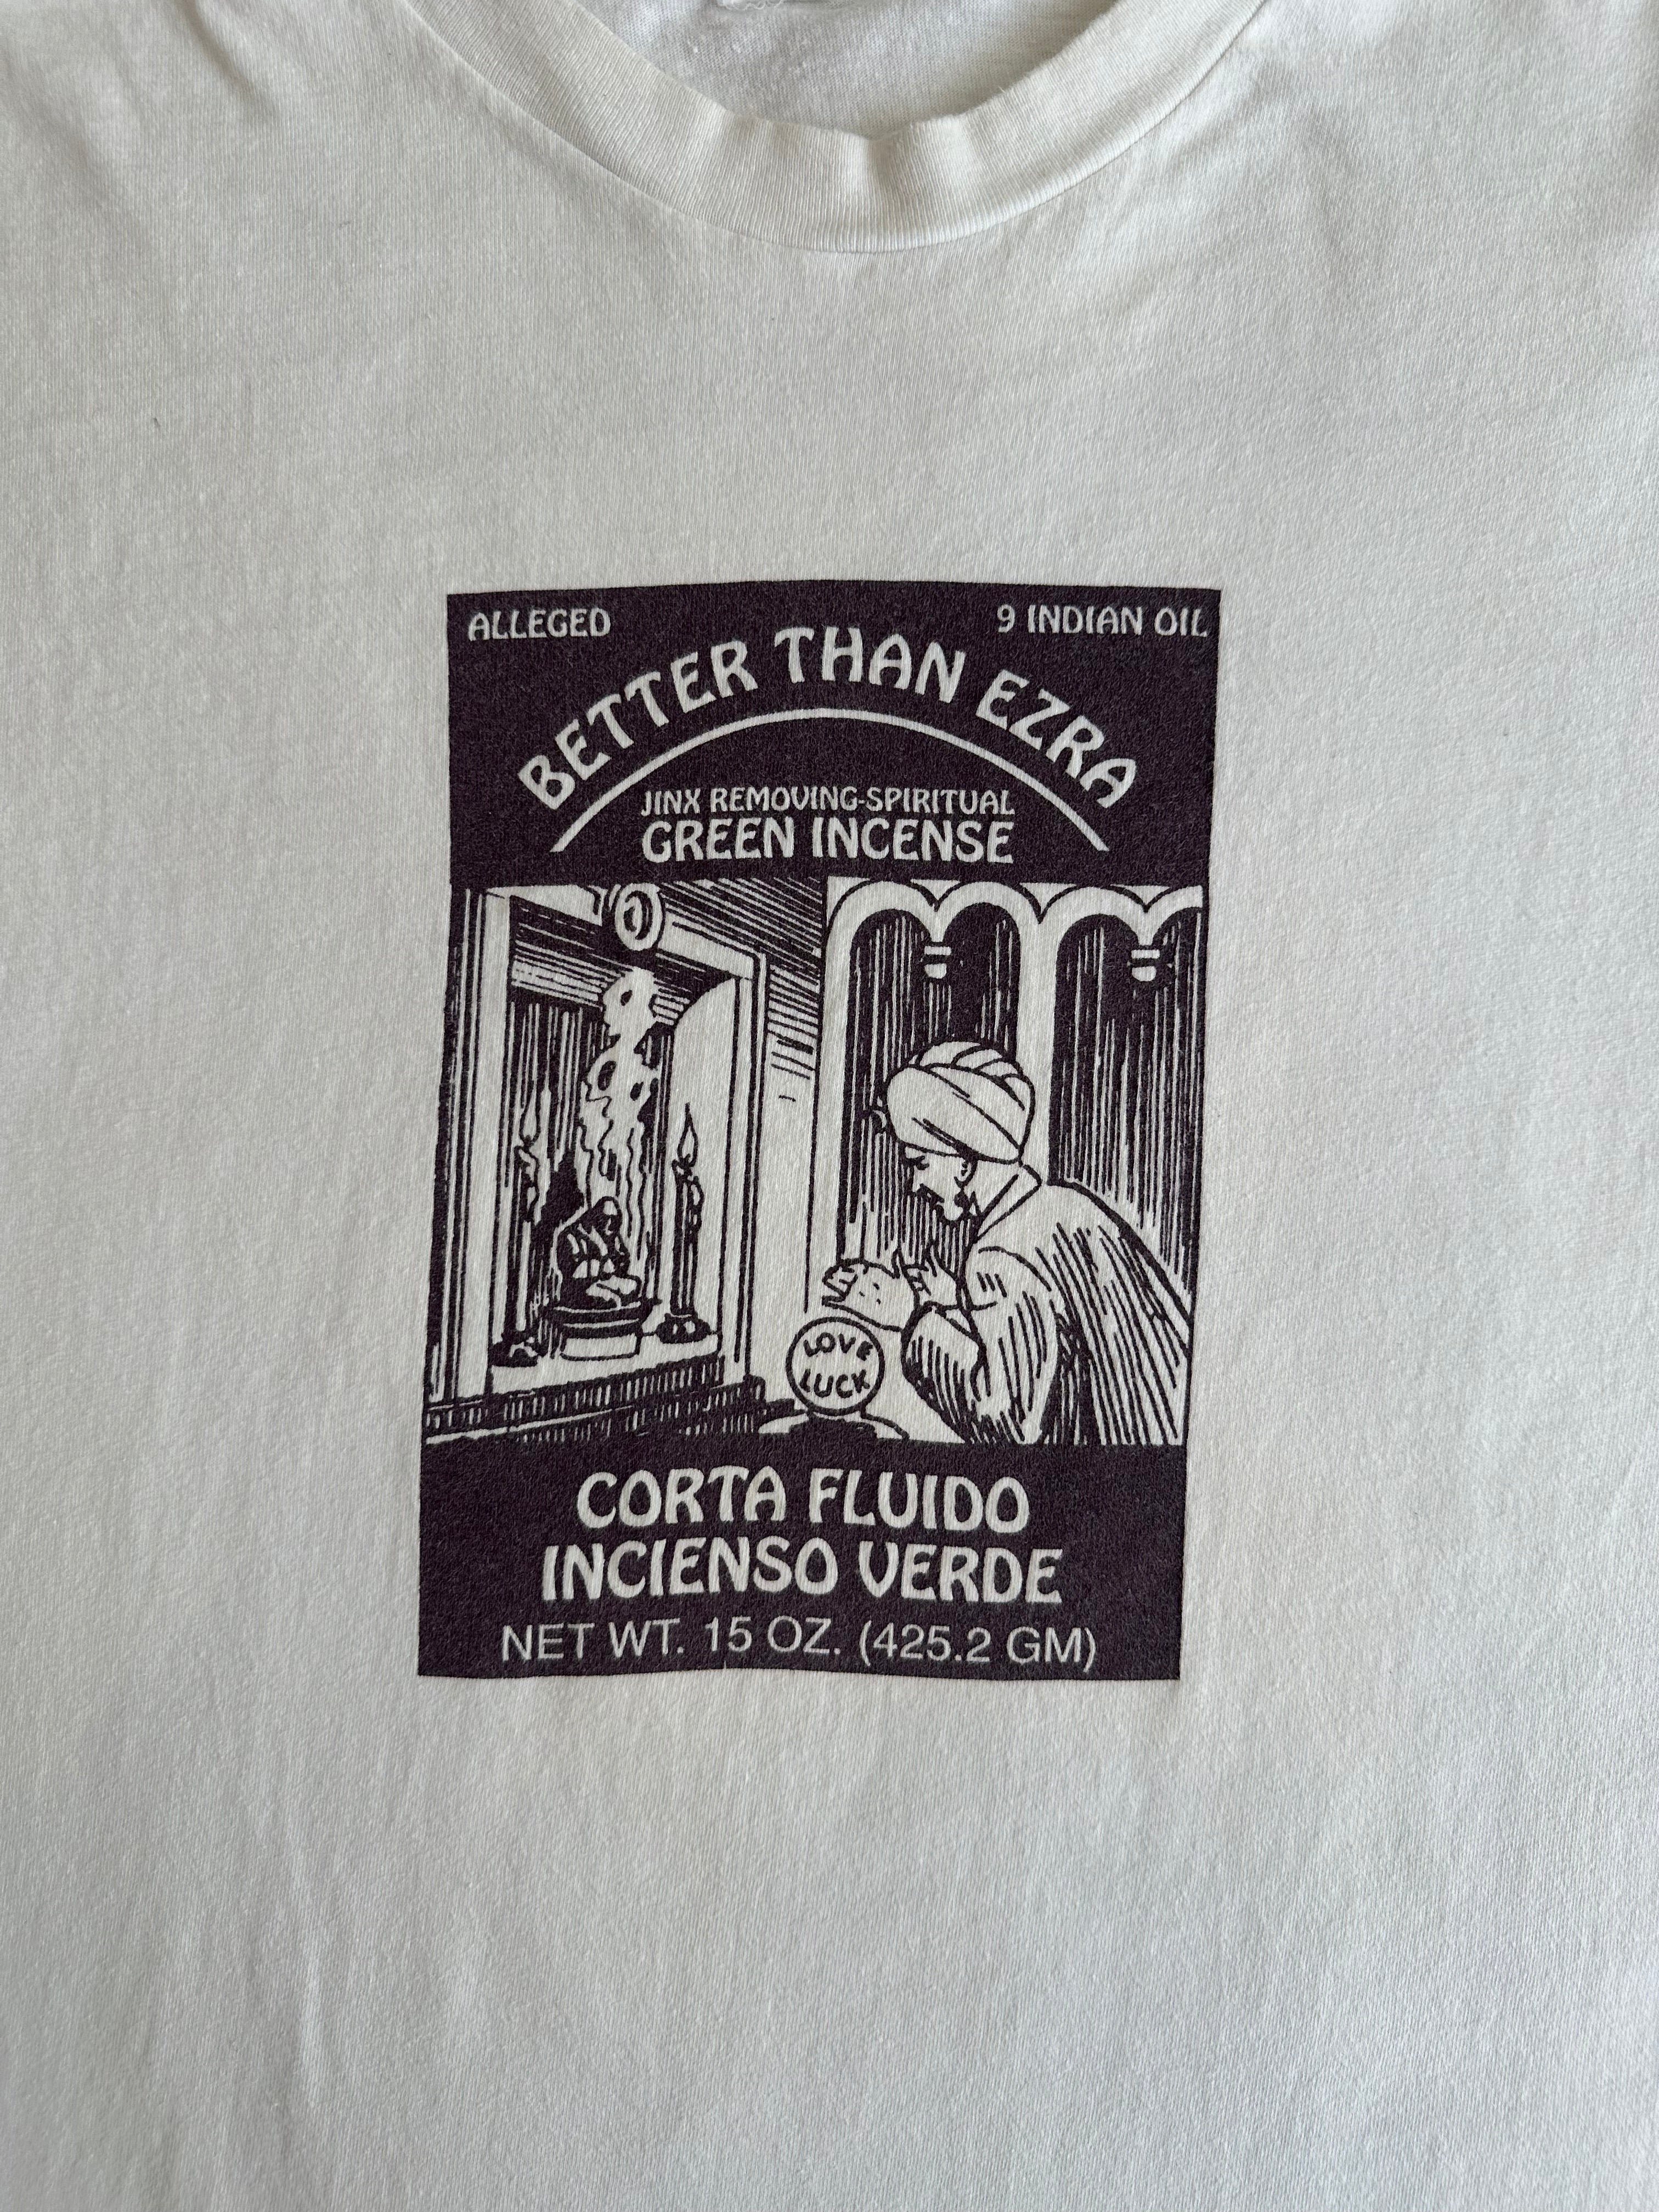 ALLEGED
9 INDIAN OIL
BETTER THAN EZRA
JINX REMOVING-SPIRITUAL
GREEN INCENSE
LOVE
LUCK
CORTA FLUIDO
INCIENSO VERDE
NET WT. 15 OZ. (425.2 GM)